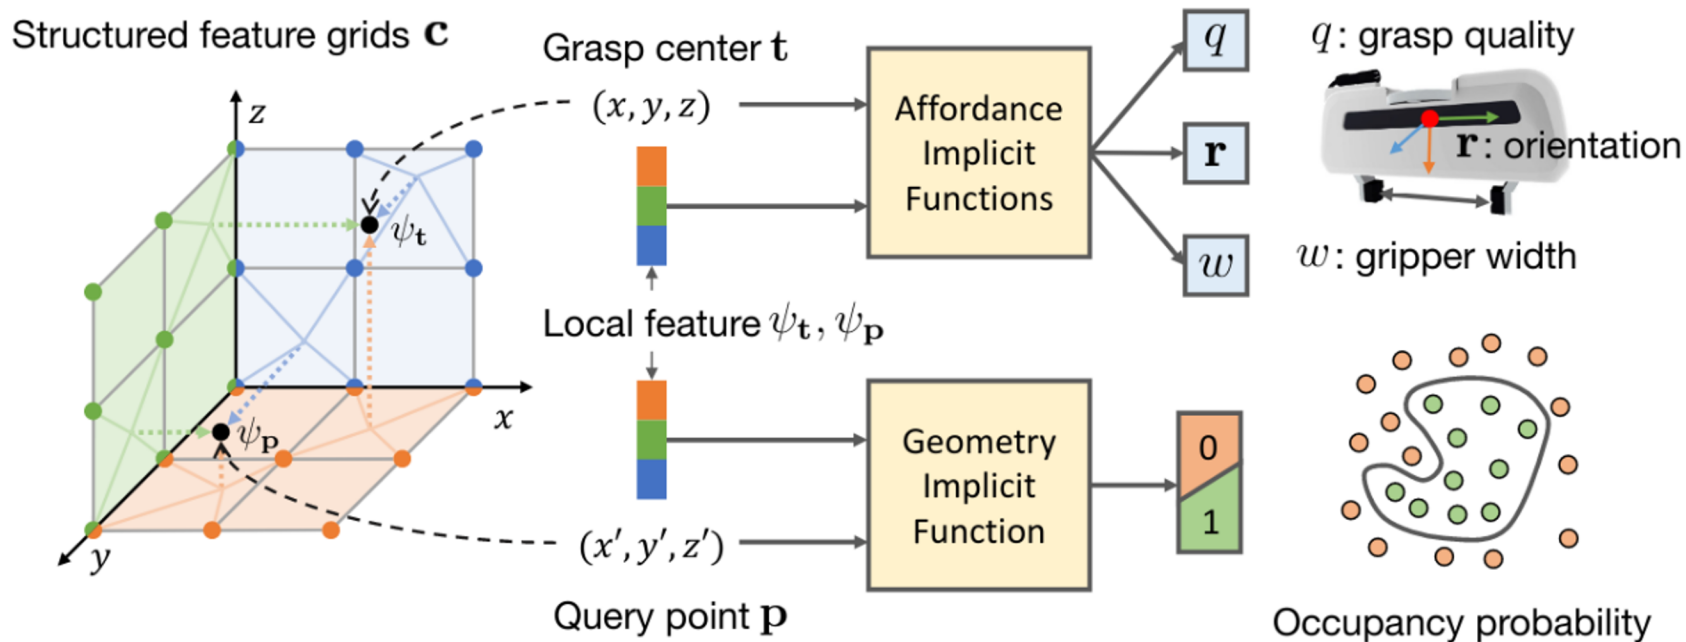 Structured feature grids c
z
x
y
ψt
ψp
Grasp center t
(x, y, z)
Local feature ψt, ψp
(x′, y′, z′)
Query point p
Affordance
Implicit
Functions
Geometry
Implicit
Function
q
r
w
0
1
q: grasp quality
r: orientation
w: gripper width
Occupancy probability